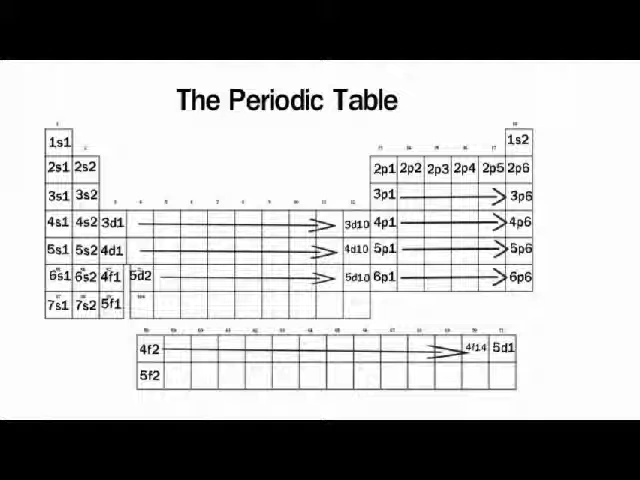 The Periodic Table
1s1 1s2
2s1 2s2 2p1 2p2 2p3 2p4 2p5 2p6
3s1 3s2 3p1 3p6
4s1 4s2 3d1 3d10 4p1 4p6
5s1 5s2 4d1 4d10 5p1 5p6
6s1 6s2 4f1 5d2 5d10 6p1 6p6
7s1 7s2 5f1
4f2 4f14 5d1
5f2